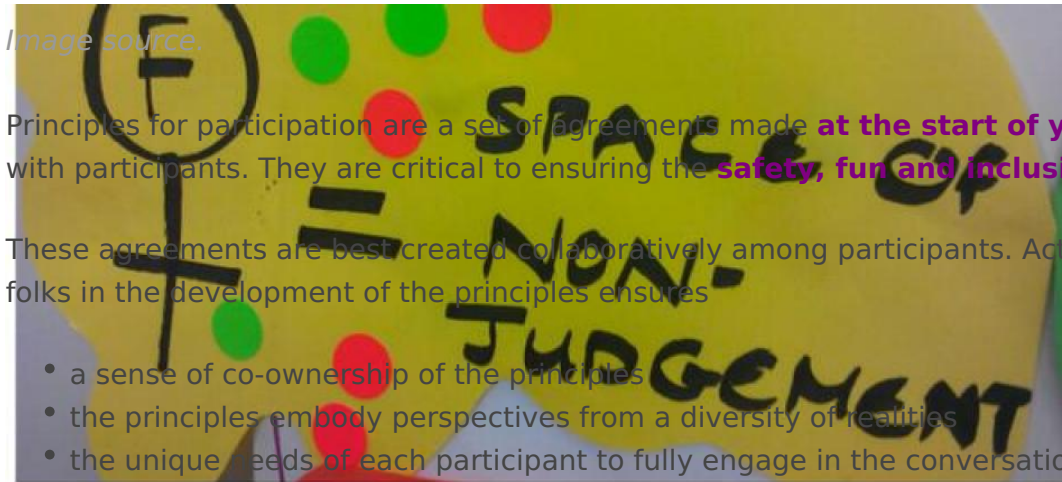 Image source.
Principles for participation are a set of agreements made at the start of y
with participants. They are critical to ensuring the safety, fun and inclusi
These agreements are best created collaboratively among participants. Ac
folks in the development of the principles ensures
• a sense of co-ownership of the principles
• the principles embody perspectives from a diversity of realities
• the unique needs of each participant to fully engage in the conversatio
F
+ =
SPACE OF
NON-
JUDGEMENT